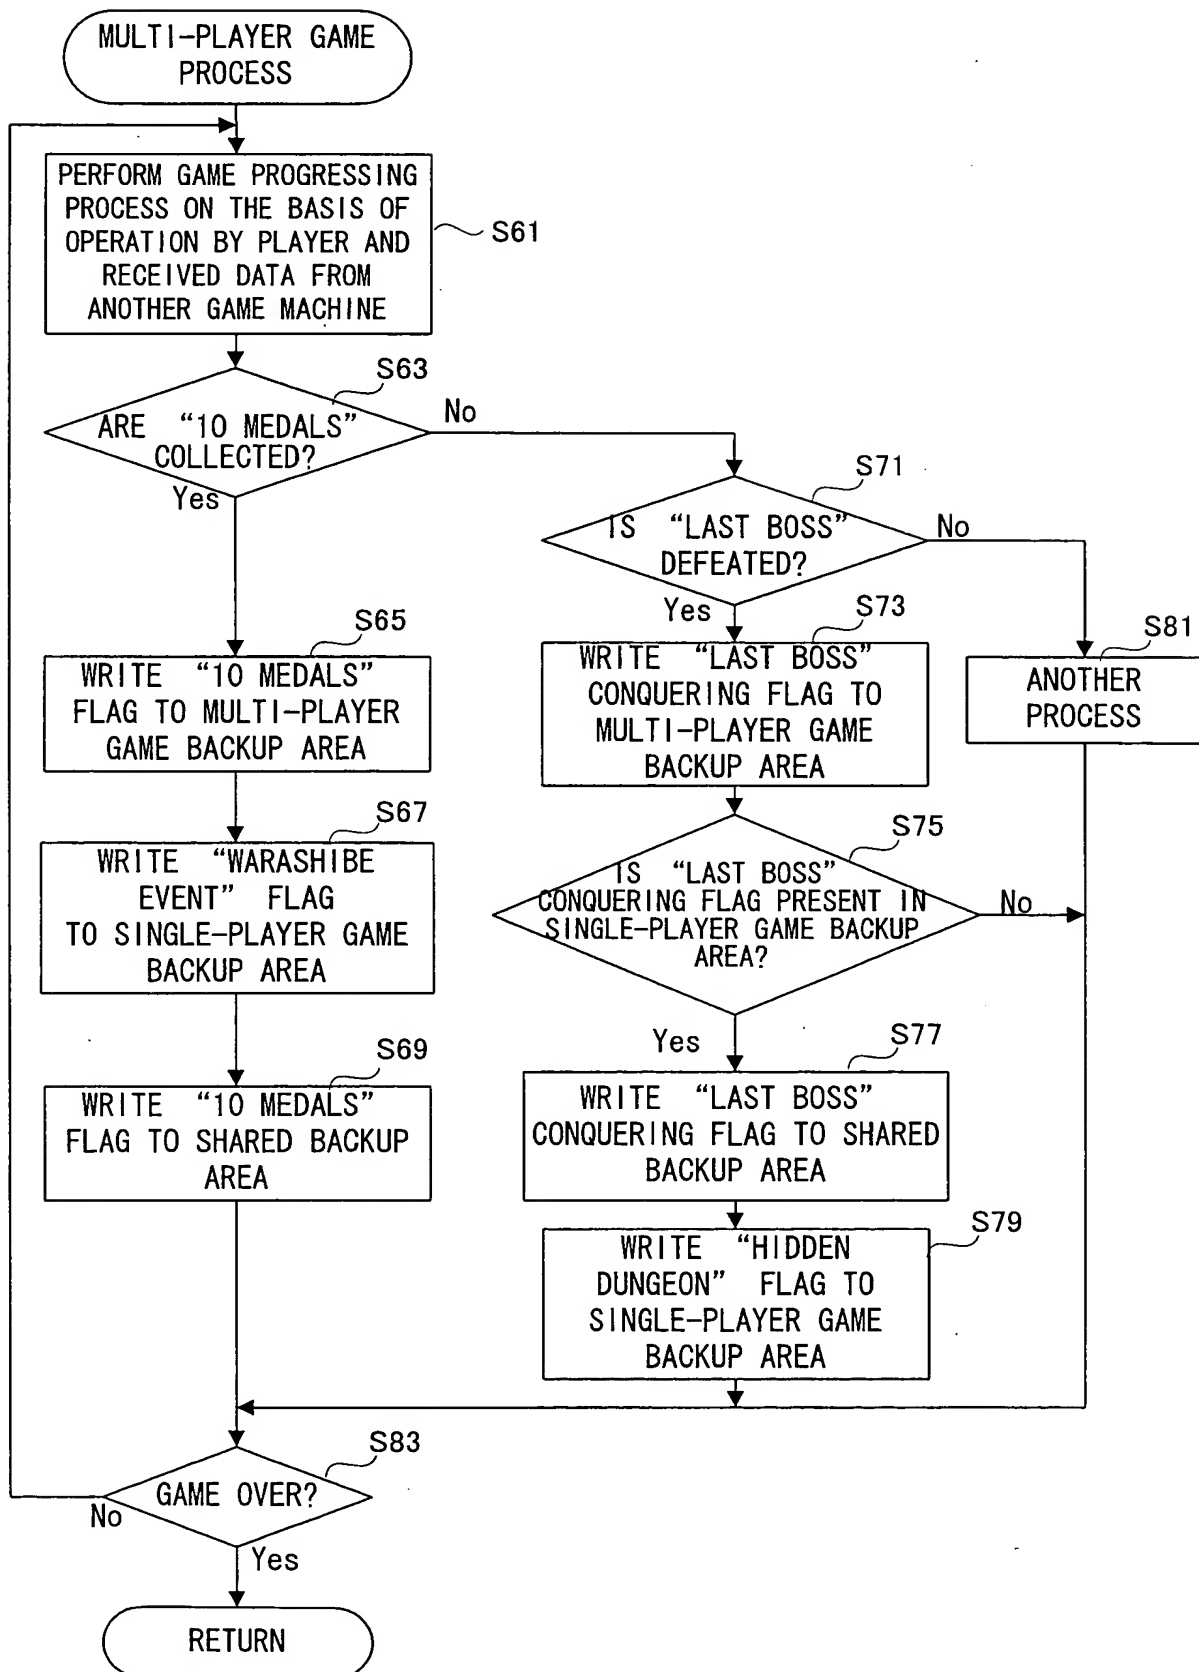 MULTI-PLAYER GAME
PROCESS
PERFORM GAME PROGRESSING
PROCESS ON THE BASIS OF
OPERATION BY PLAYER AND
RECEIVED DATA FROM
ANOTHER GAME MACHINE
S61
S63
ARE “10 MEDALS”
COLLECTED?
No
Yes
S71
IS “LAST BOSS”
DEFEATED?
No
Yes
S65
WRITE “10 MEDALS”
FLAG TO MULTI-PLAYER
GAME BACKUP AREA
S73
WRITE “LAST BOSS”
CONQUERING FLAG TO
MULTI-PLAYER GAME
BACKUP AREA
S81
ANOTHER
PROCESS
S67
WRITE “WARASHIBE
EVENT” FLAG
TO SINGLE-PLAYER GAME
BACKUP AREA
S75
IS “LAST BOSS”
CONQUERING FLAG PRESENT IN
SINGLE-PLAYER GAME BACKUP
AREA?
No
Yes
S69
WRITE “10 MEDALS”
FLAG TO SHARED BACKUP
AREA
S77
WRITE “LAST BOSS”
CONQUERING FLAG TO SHARED
BACKUP AREA
S79
WRITE “HIDDEN
DUNGEON” FLAG TO
SINGLE-PLAYER GAME
BACKUP AREA
S83
GAME OVER?
No
Yes
RETURN